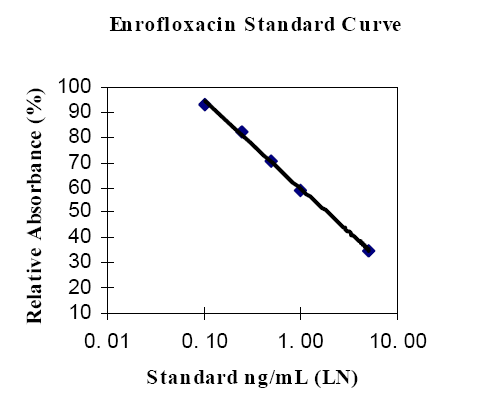 Enrofloxacin Standard Curve
Relative Absorbance (%)
100
90
80
70
60
50
40
30
20
10
0. 01 0. 10 1. 00 10. 00
Standard ng/mL (LN)